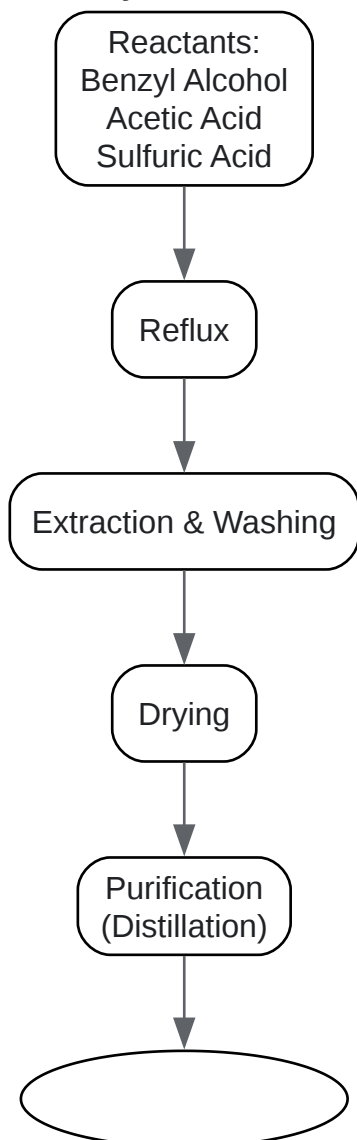 Reactants:
Benzyl Alcohol
Acetic Acid
Sulfuric Acid
Reflux
Extraction & Washing
Drying
Purification
(Distillation)